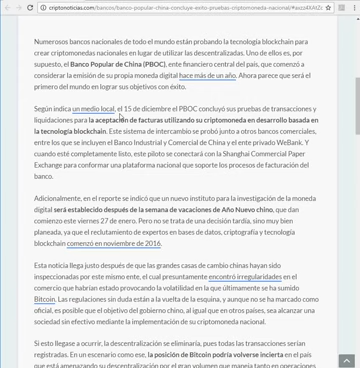 criptonoticias.com/bancos/banco-popular-china-concluye-exito-pruebas-criptomoneda-nacional/#axzz4XAfZc
Numerosos bancos nacionales de todo el mundo están probando la tecnología blockchain para
crear criptomonedas nacionales en lugar de utilizar las descentralizadas. Uno de ellos es, por
supuesto, el Banco Popular de China (PBOC), ente financiero central del país, que comenzó a
considerar la emisión de su propia moneda digital hace más de un año. Ahora parece que será el
primero del mundo en lograr sus objetivos con éxito.
Según indica un medio local, el 15 de diciembre el PBOC concluyó sus pruebas de transacciones y
liquidaciones para la aceptación de facturas utilizando su criptomoneda en desarrollo basada en
la tecnología blockchain. Este sistema de intercambio se probó junto a otros bancos comerciales,
entre los que se incluyen el Banco Industrial y Comercial de China y el ente privado WeBank. Y
cuando esté completamente listo, este piloto se conectará con la Shanghai Commercial Paper
Exchange para conformar una plataforma nacional que soporte los procesos de facturación del
banco.
Adicionalmente, en el reporte se indicó que un nuevo instituto para la investigación de la moneda
digital será establecido después de la semana de vacaciones de Año Nuevo chino, que dan
comienzo este viernes 27 de enero. Pero no se trata de una decisión tardía, sino muy bien
planeada, ya que el reclutamiento de expertos en bases de datos, criptografía y tecnología
blockchain comenzó en noviembre de 2016.
Esta noticia llega justo después de que las grandes casas de cambio chinas hayan sido
inspeccionadas por este mismo ente, el cual presuntamente encontró irregularidades en el
comercio que habrían estado provocando la volatilidad en la que últimamente se ha sumido
Bitcoin. Las regulaciones sin duda están a la vuelta de la esquina, y aunque no se ha marcado como
oficial, es posible que el objetivo del gobierno chino, al igual que en otros países, sea alcanzar una
sociedad sin efectivo mediante la implementación de su criptomoneda nacional.
Si esto llegase a ocurrir, la descentralización se eliminaría, pues todas las transacciones serían
registradas. En un escenario como ese, la posición de Bitcoin podría volverse incierta en el país
que está amenazando su descentralización por el gran volumen que maneja tanto en operaciones